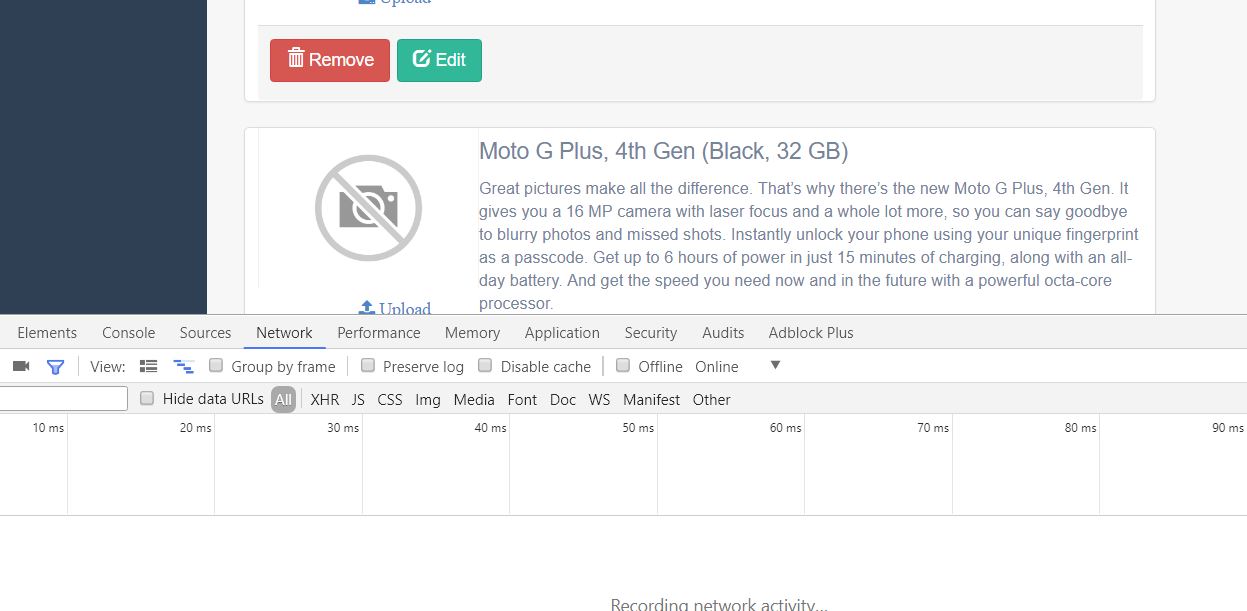 Upload
Remove Edit
Moto G Plus, 4th Gen (Black, 32 GB)
Great pictures make all the difference. That’s why there’s the new Moto G Plus, 4th Gen. It
gives you a 16 MP camera with laser focus and a whole lot more, so you can say goodbye
to blurry photos and missed shots. Instantly unlock your phone using your unique fingerprint
as a passcode. Get up to 6 hours of power in just 15 minutes of charging, along with an all-
day battery. And get the speed you need now and in the future with a powerful octa-core
processor.
Upload
Elements Console Sources Network Performance Memory Application Security Audits Adblock Plus
View: Group by frame Preserve log Disable cache Offline Online
Hide data URLs All XHR JS CSS Img Media Font Doc WS Manifest Other
10 ms 20 ms 30 ms 40 ms 50 ms 60 ms 70 ms 80 ms 90 ms
Recording network activity...